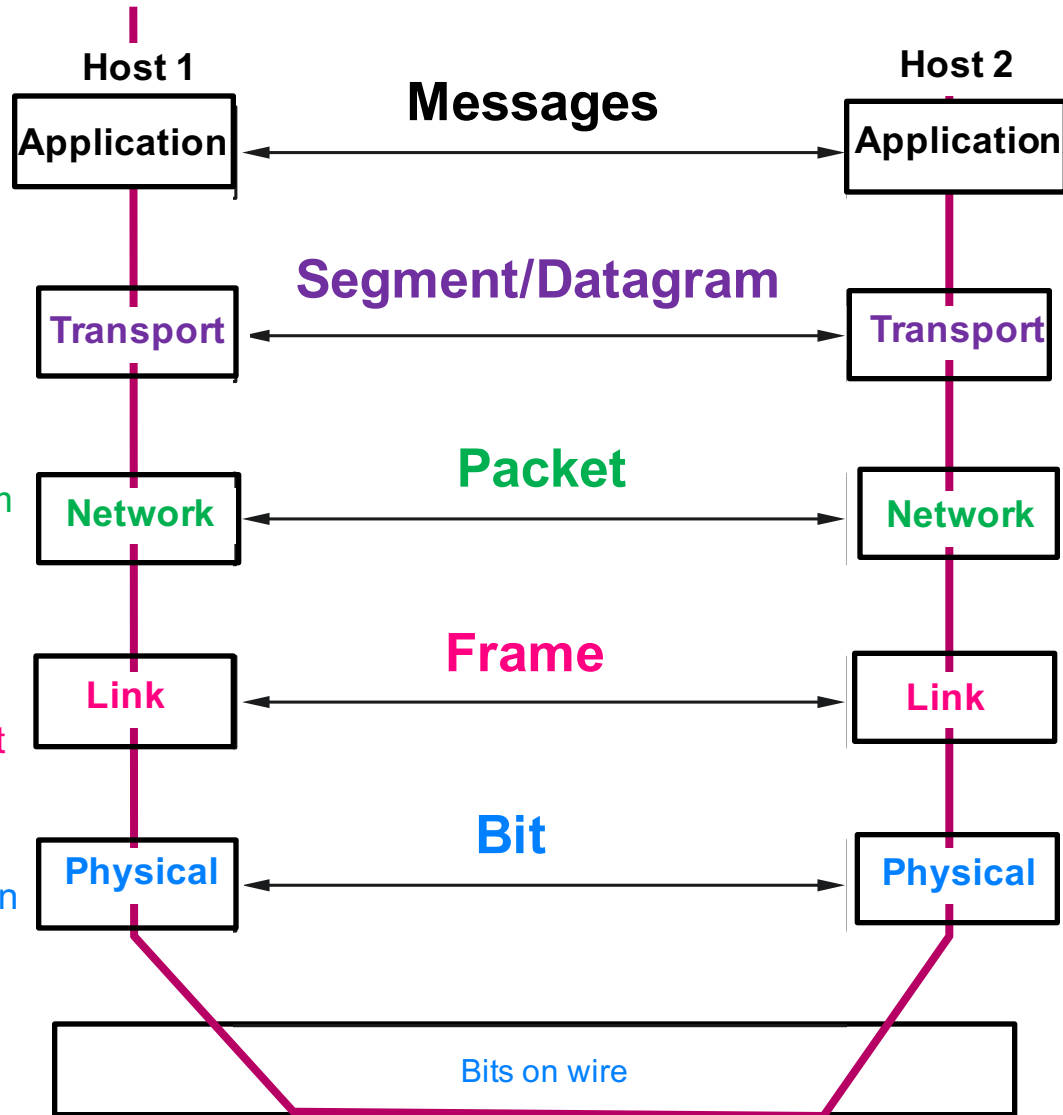 Host 1
Host 2
Messages
Application
Application
Segment/Datagram
Transport
Transport
Packet
Network
Network
Frame
Link
Link
Bit
Physical
Physical
Bits on wire